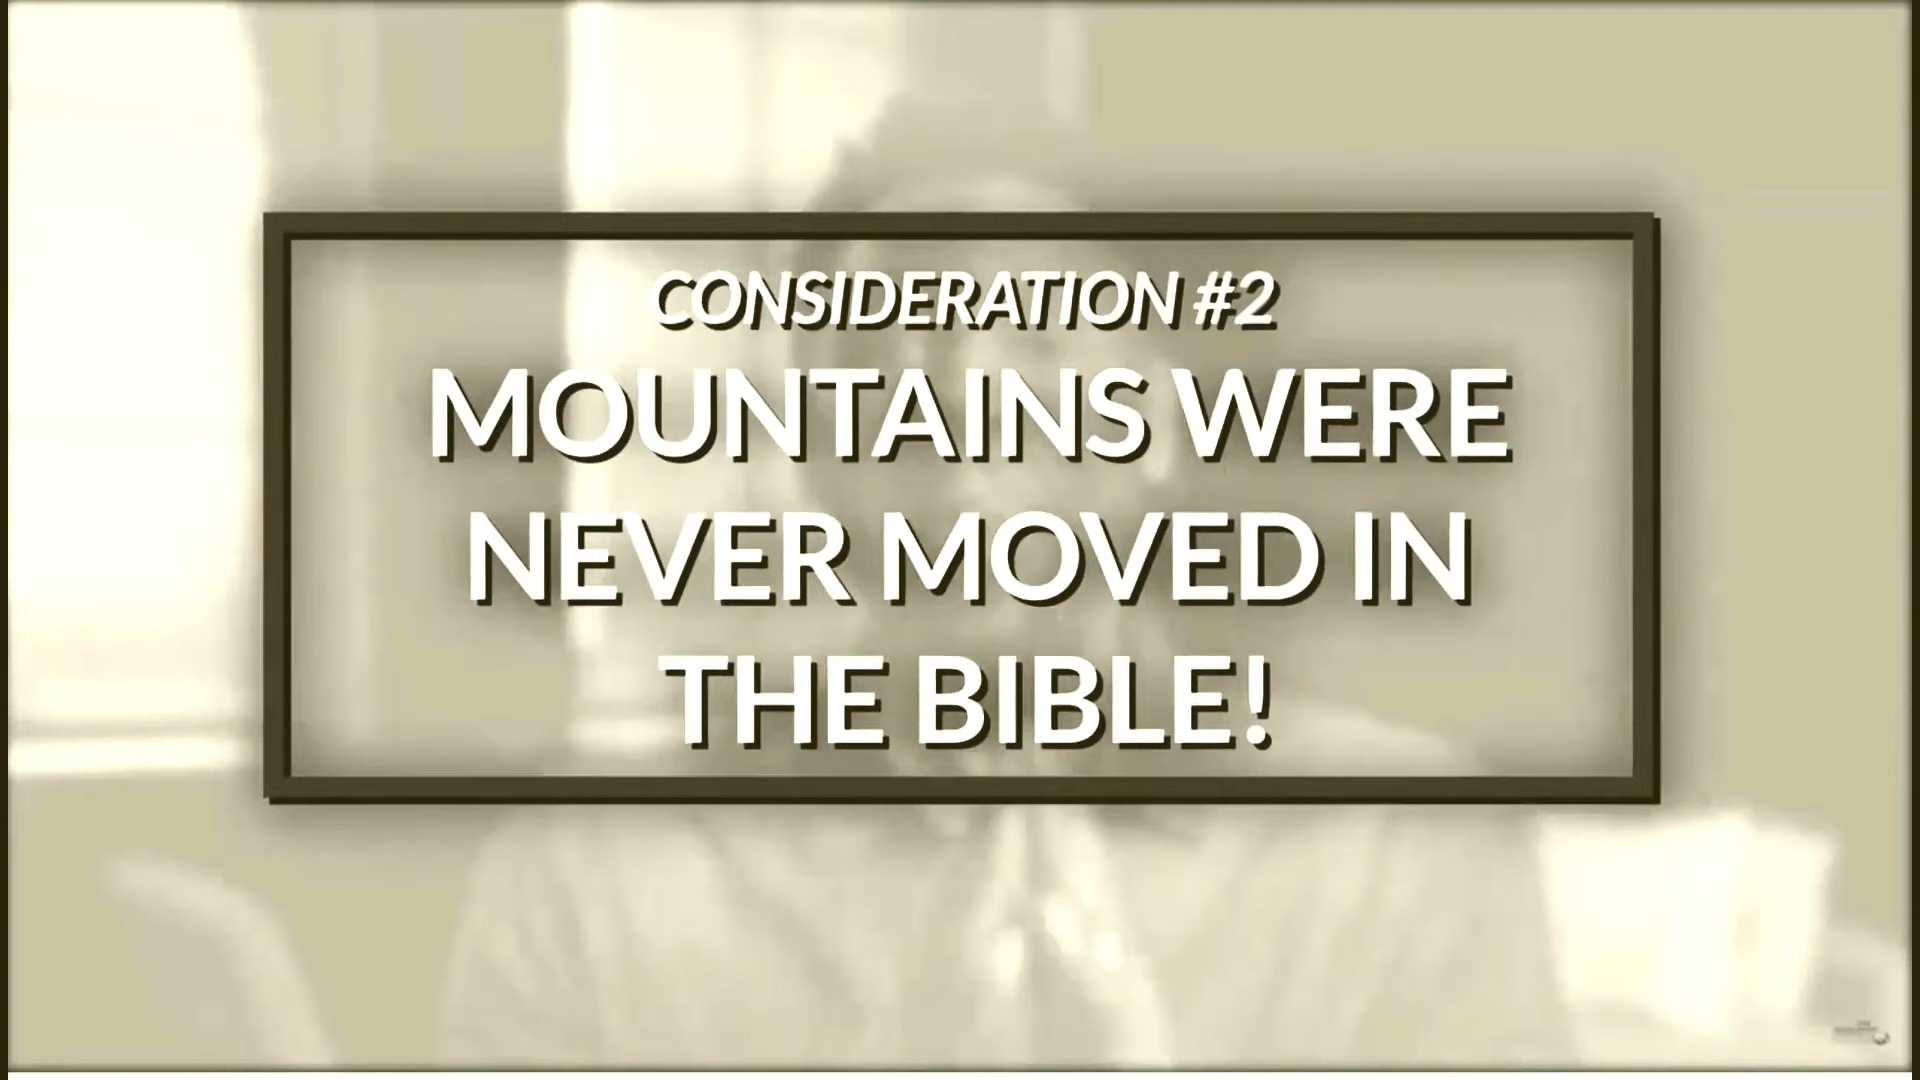 CONSIDERATION #2
MOUNTAINS WERE
NEVER MOVED IN
THE BIBLE!